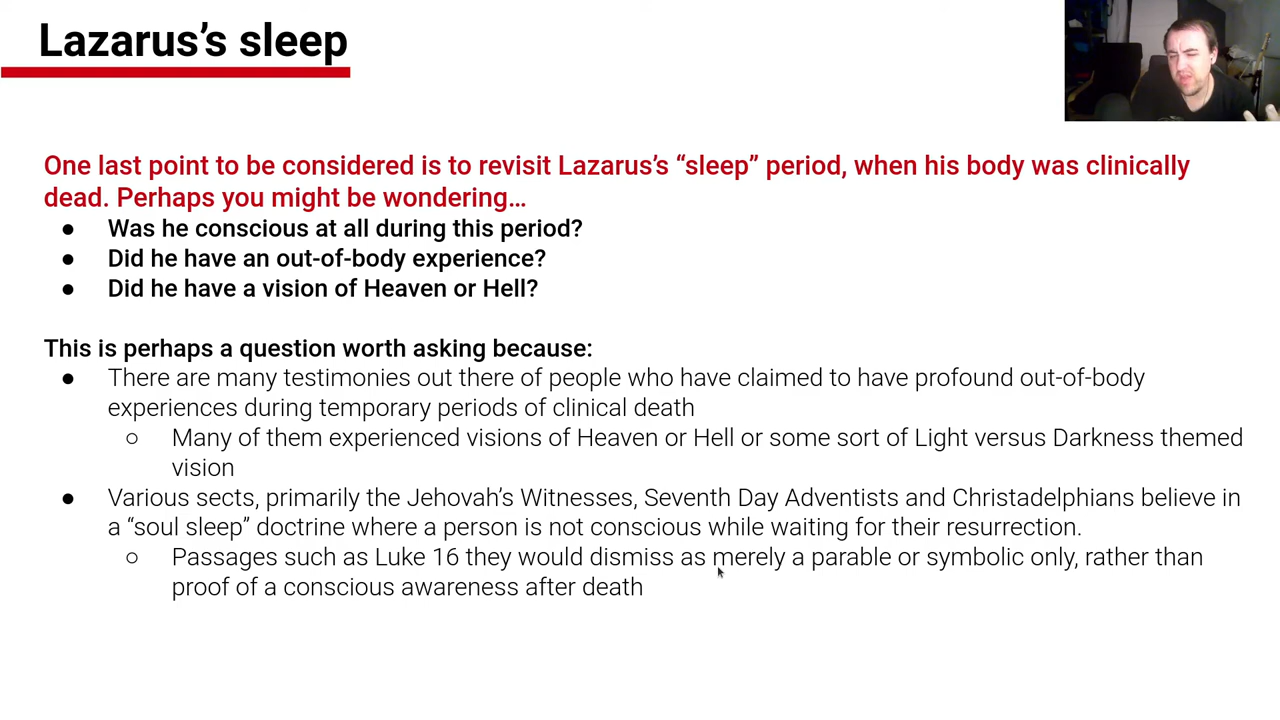 Lazarus’s sleep
One last point to be considered is to revisit Lazarus’s “sleep” period, when his body was clinically
dead. Perhaps you might be wondering…
● Was he conscious at all during this period?
● Did he have an out-of-body experience?
● Did he have a vision of Heaven or Hell?
This is perhaps a question worth asking because:
● There are many testimonies out there of people who have claimed to have profound out-of-body
experiences during temporary periods of clinical death
○ Many of them experienced visions of Heaven or Hell or some sort of Light versus Darkness themed
vision
● Various sects, primarily the Jehovah’s Witnesses, Seventh Day Adventists and Christadelphians believe in
a “soul sleep” doctrine where a person is not conscious while waiting for their resurrection.
○ Passages such as Luke 16 they would dismiss as merely a parable or symbolic only, rather than
proof of a conscious awareness after death